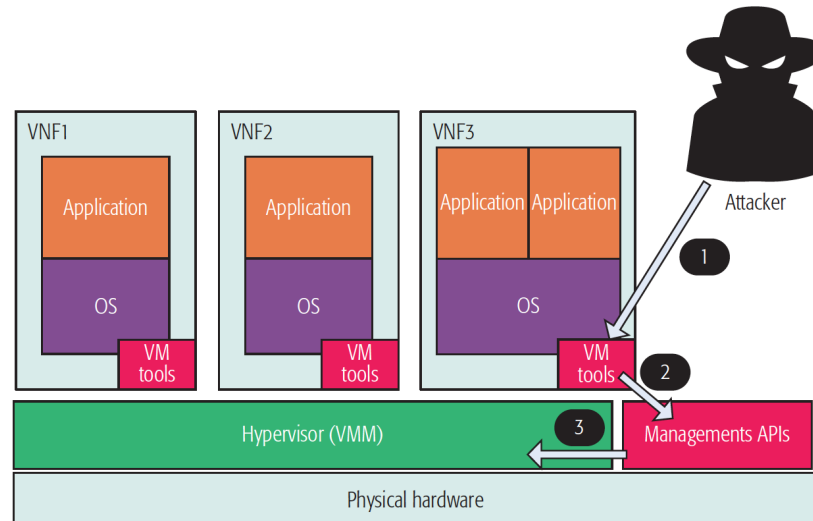 VNF1
VNF2
VNF3
Application
Application
Application
Application
Attacker
1
OS
OS
OS
VM
tools
VM
tools
VM
tools
2
Hypervisor (VMM)
3
Managements APIs
Physical hardware